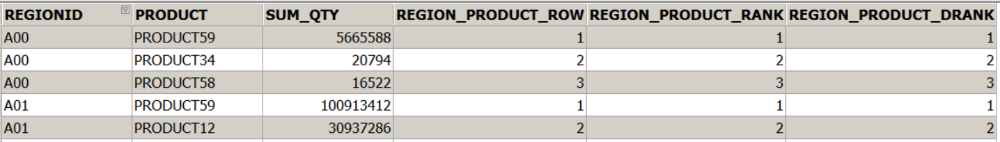 REGIONID PRODUCT SUM_QTY REGION_PRODUCT_ROW REGION_PRODUCT_RANK REGION_PRODUCT_DRANK
A00 PRODUCT59 5665588 1 1 1
A00 PRODUCT34 20794 2 2 2
A00 PRODUCT58 16522 3 3 3
A01 PRODUCT59 100913412 1 1 1
A01 PRODUCT12 30937286 2 2 2